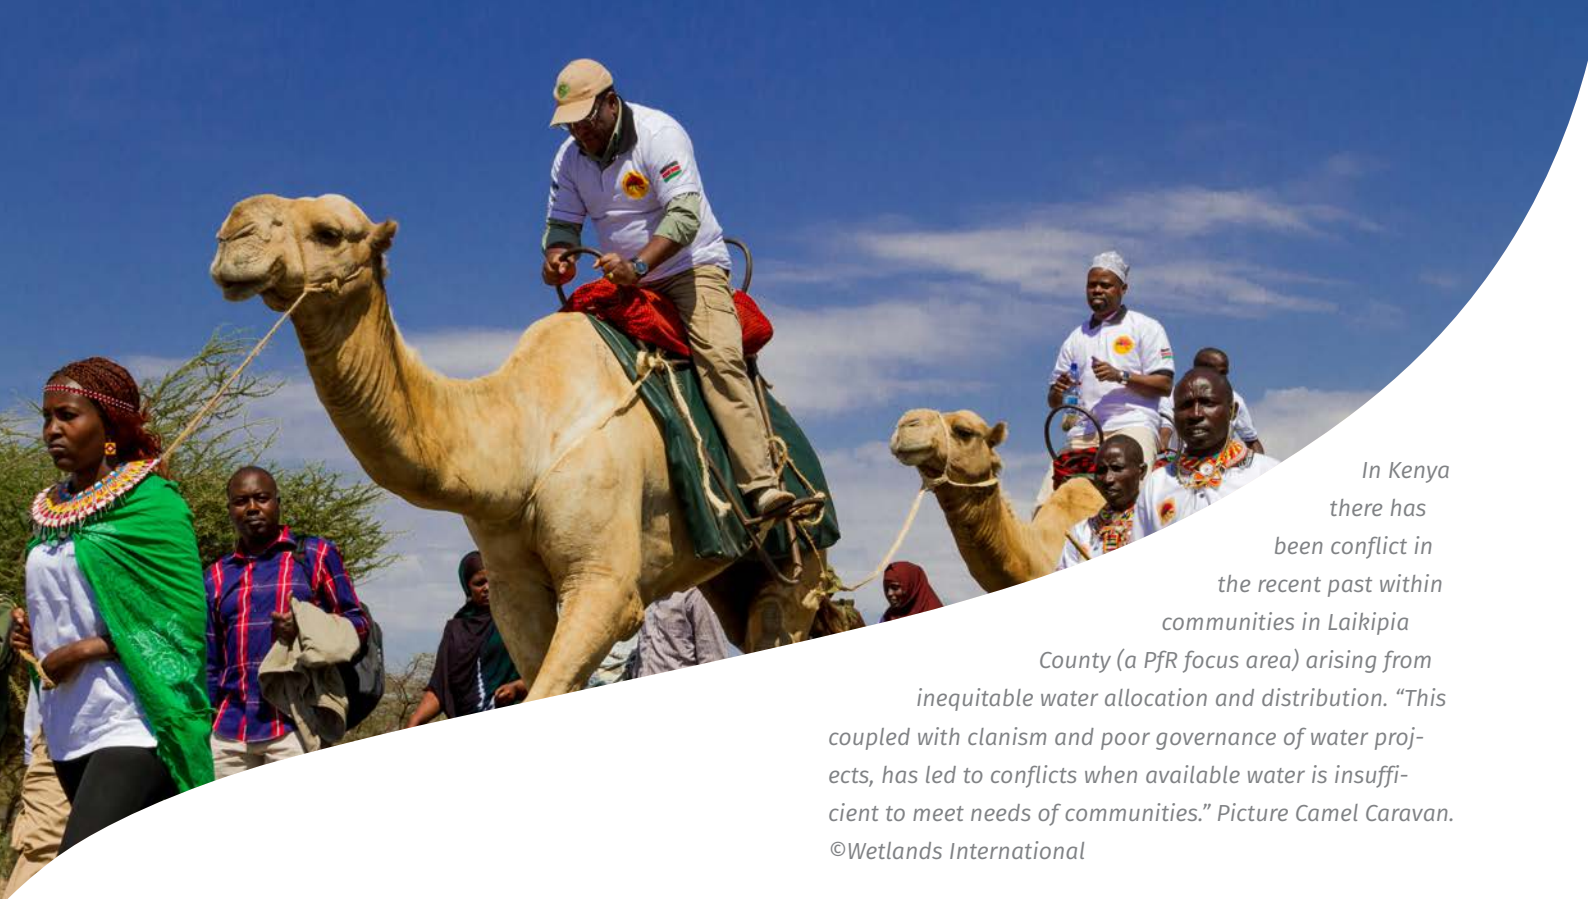 In Kenya
there has
been conflict in
the recent past within
communities in Laikipia
County (a PfR focus area) arising from
inequitable water allocation and distribution. “This
coupled with clanism and poor governance of water proj-
ects, has led to conflicts when available water is insuffi-
cient to meet needs of communities.” Picture Camel Caravan.
©Wetlands International